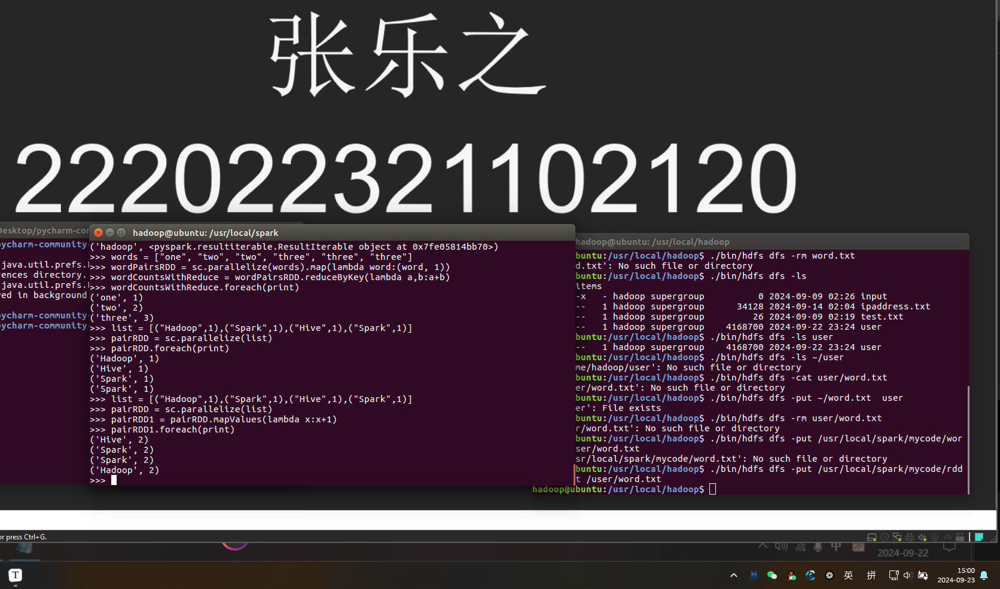 张乐之
222022321102120
Desktop/pycharm-com
ycharm-community-
java.util.prefs.
rences directory.
java.util.prefs.
ved in background
ycharm-community-
ycharm-community-
hadoop@ubuntu: /usr/local/spark
('hadoop', <pyspark.resultiterable.ResultIterable object at 0x7fe05814bb70>)
>>> words = ["one", "two", "two", "three", "three", "three"]
>>> wordPairsRDD = sc.parallelize(words).map(lambda word:(word, 1))
>>> wordCountsWithReduce = wordPairsRDD.reduceByKey(lambda a,b:a+b)
>>> wordCountsWithReduce.foreach(print)
('one', 1)
('two', 2)
('three', 3)
>>> list = [("Hadoop",1),("Spark",1),("Hive",1),("Spark",1)]
>>> pairRDD = sc.parallelize(list)
>>> pairRDD.foreach(print)
('Hadoop', 1)
('Hive', 1)
('Spark', 1)
('Spark', 1)
>>> list = [("Hadoop",1),("Spark",1),("Hive",1),("Spark",1)]
>>> pairRDD = sc.parallelize(list)
>>> pairRDD1 = pairRDD.mapValues(lambda x:x+1)
>>> pairRDD1.foreach(print)
('Hive', 2)
('Spark', 2)
('Spark', 2)
('Hadoop', 2)
>>>
hadoop@ubuntu: /usr/local/hadoop
buntu:/usr/local/hadoop$ ./bin/hdfs dfs -rm word.txt
d.txt': No such file or directory
buntu:/usr/local/hadoop$ ./bin/hdfs dfs -ls
items
-x   - hadoop supergroup          0 2024-09-09 02:26 input
--   1 hadoop supergroup      34128 2024-09-14 02:04 ipaddress.txt
--   1 hadoop supergroup         26 2024-09-09 02:19 test.txt
--   1 hadoop supergroup    4168700 2024-09-22 23:24 user
buntu:/usr/local/hadoop$ ./bin/hdfs dfs -ls user
--   1 hadoop supergroup    4168700 2024-09-22 23:24 user
buntu:/usr/local/hadoop$ ./bin/hdfs dfs -ls ~/user
me/hadoop/user': No such file or directory
buntu:/usr/local/hadoop$ ./bin/hdfs dfs -cat user/word.txt
er/word.txt': No such file or directory
buntu:/usr/local/hadoop$ ./bin/hdfs dfs -put ~/word.txt  user
er': File exists
buntu:/usr/local/hadoop$ ./bin/hdfs dfs -rm user/word.txt
r/word.txt': No such file or directory
buntu:/usr/local/hadoop$ ./bin/hdfs dfs -put /usr/local/spark/mycode/wor
ser/word.txt
sr/local/spark/mycode/word.txt': No such file or directory
buntu:/usr/local/hadoop$ ./bin/hdfs dfs -put /usr/local/spark/mycode/rdd
t /user/word.txt
hadoop@ubuntu:/usr/local/hadoop$
or press Ctrl+G.
中
2024-09-22
T
英
拼
15:00
2024-09-23